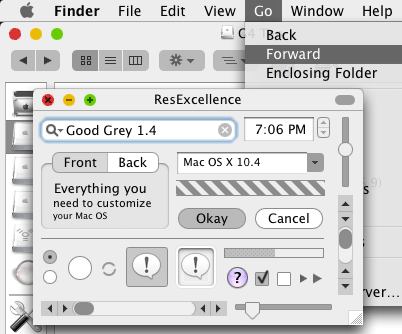 Finder File Edit View Go Window Help
Back
Forward
Enclosing Folder
ResExcellence
Good Grey 1.4 7:06 PM
Front Back Mac OS X 10.4
Everything you
need to customize
your Mac OS
Okay Cancel
erver...